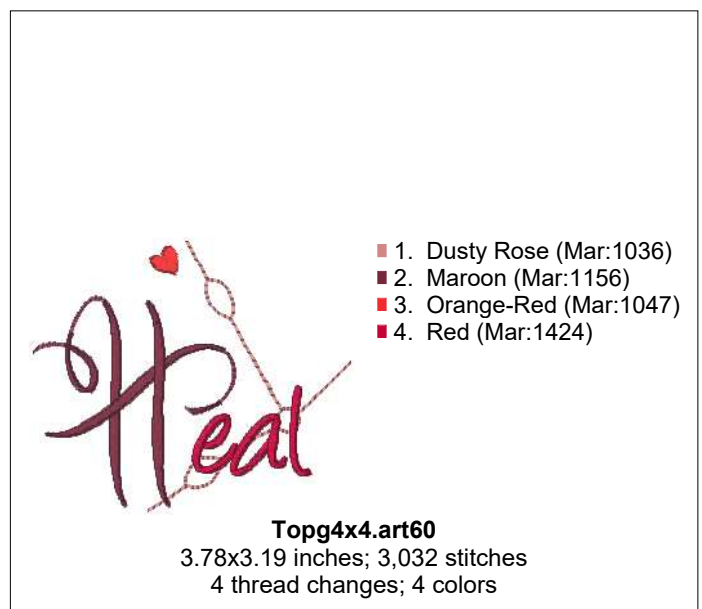 1. Dusty Rose (Mar:1036)
2. Maroon (Mar:1156)
3. Orange-Red (Mar:1047)
4. Red (Mar:1424)
Heal
Topg4x4.art60
3.78x3.19 inches; 3,032 stitches
4 thread changes; 4 colors